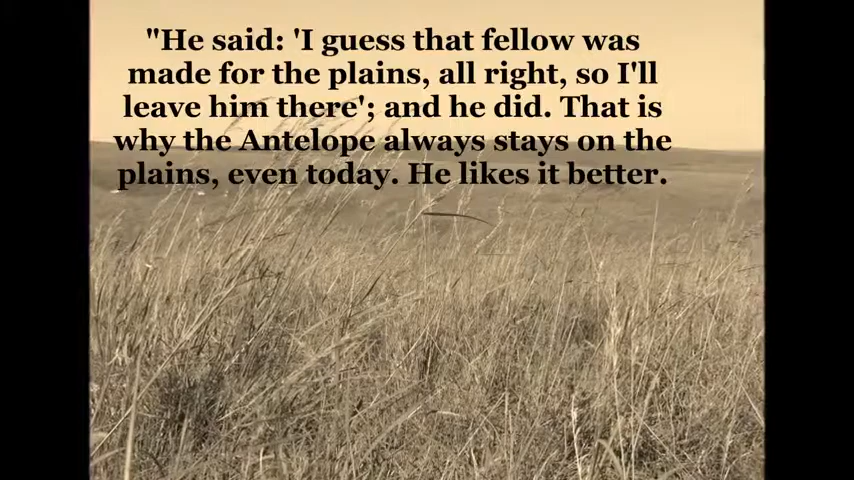 "He said: 'I guess that fellow was
made for the plains, all right, so I'll
leave him there'; and he did. That is
why the Antelope always stays on the
plains, even today. He likes it better.